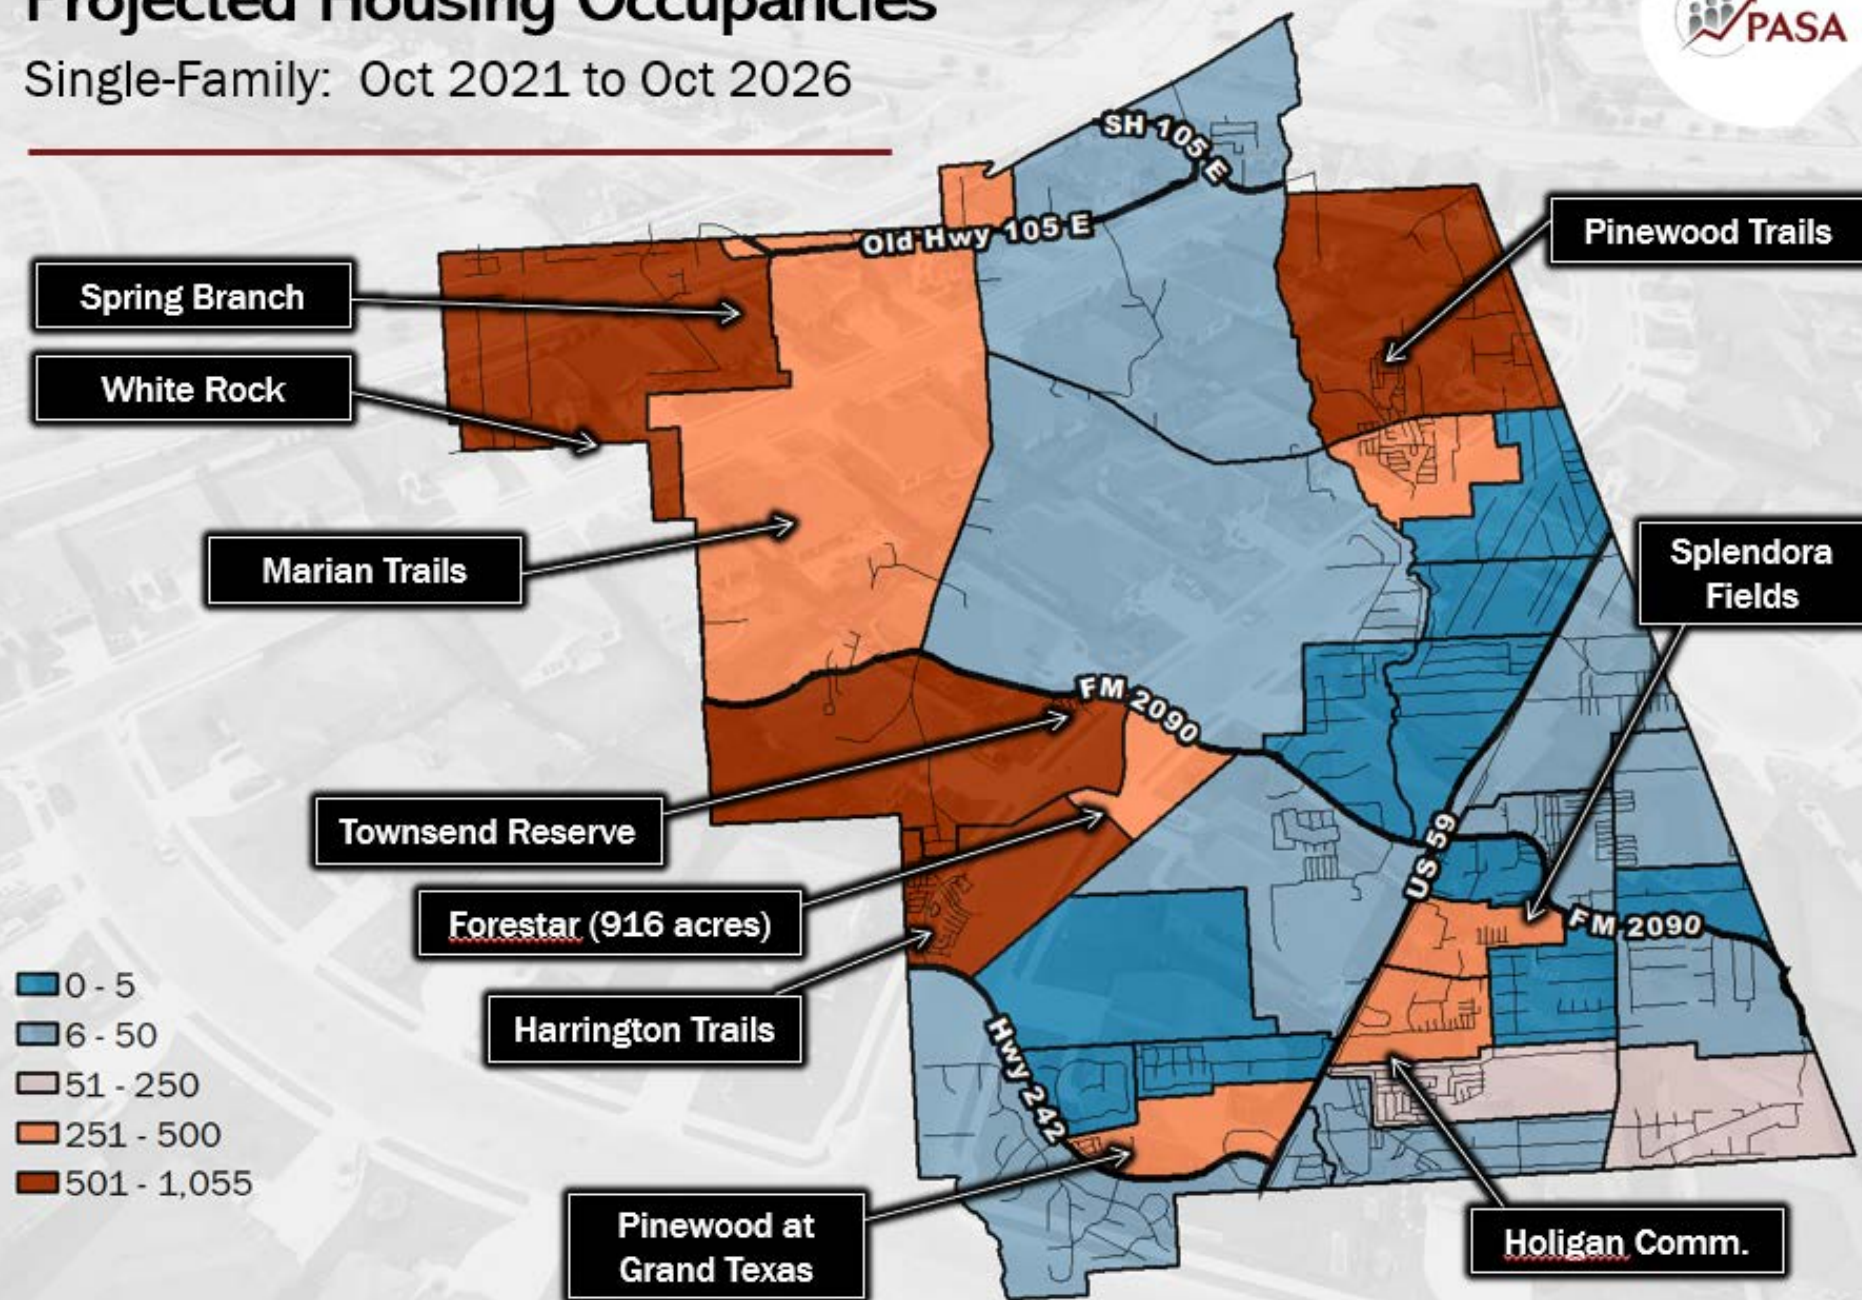 Projected Housing Occupancies
Single-Family: Oct 2021 to Oct 2026
PASA
SH 105 E
Old Hwy 105 E
Pinewood Trails
Spring Branch
White Rock
Marian Trails
Splendora
Fields
FM 2090
Townsend Reserve
US 59
Forestar (916 acres)
FM 2090
Harrington Trails
Hwy 242
0 - 5
6 - 50
51 - 250
251 - 500
501 - 1,055
Pinewood at
Grand Texas
Holigan Comm.